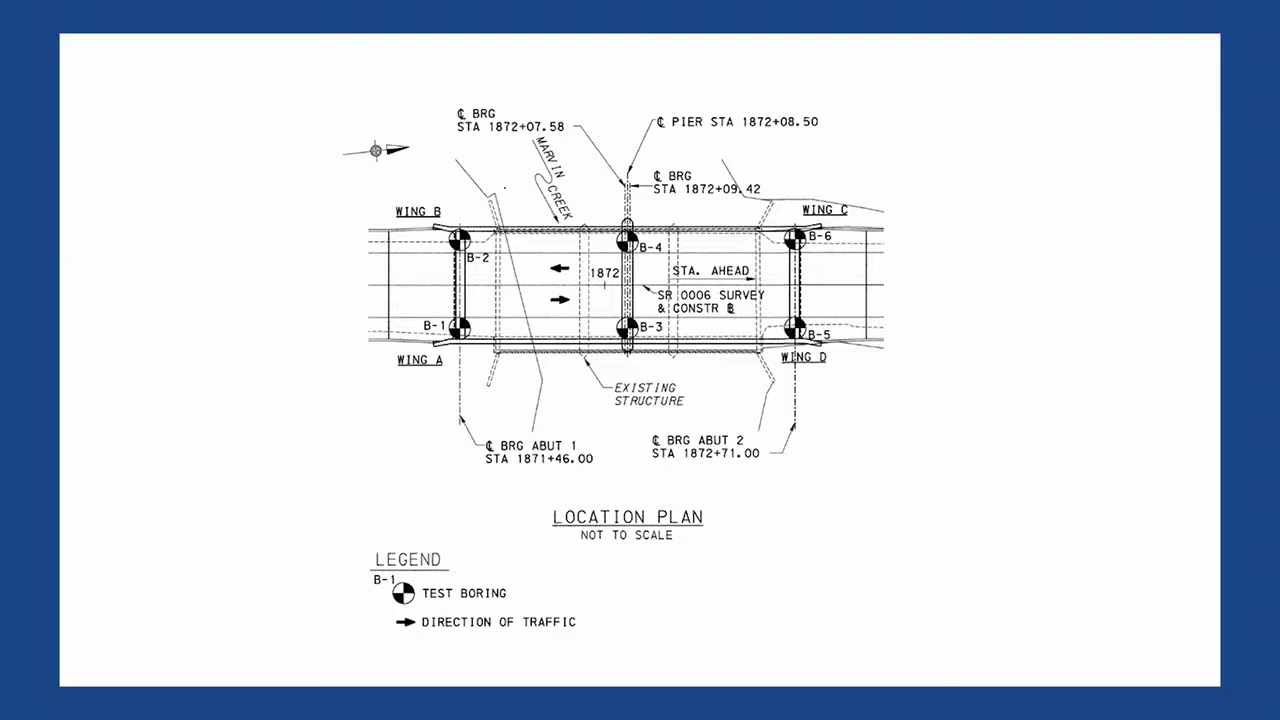 ℄ BRG
STA 1872+07.58
℄ PIER STA 1872+08.50
MARVIN
CREEK
℄ BRG
STA 1872+09.42
WING B
WING C
B-2
B-4
B-6
1872
STA. AHEAD
SR 0006 SURVEY
& CONSTR ℄
B-1
B-3
B-5
WING A
WING D
EXISTING
STRUCTURE
℄ BRG ABUT 1
STA 1871+46.00
℄ BRG ABUT 2
STA 1872+71.00
LOCATION PLAN
NOT TO SCALE
LEGEND
B-1
TEST BORING
DIRECTION OF TRAFFIC